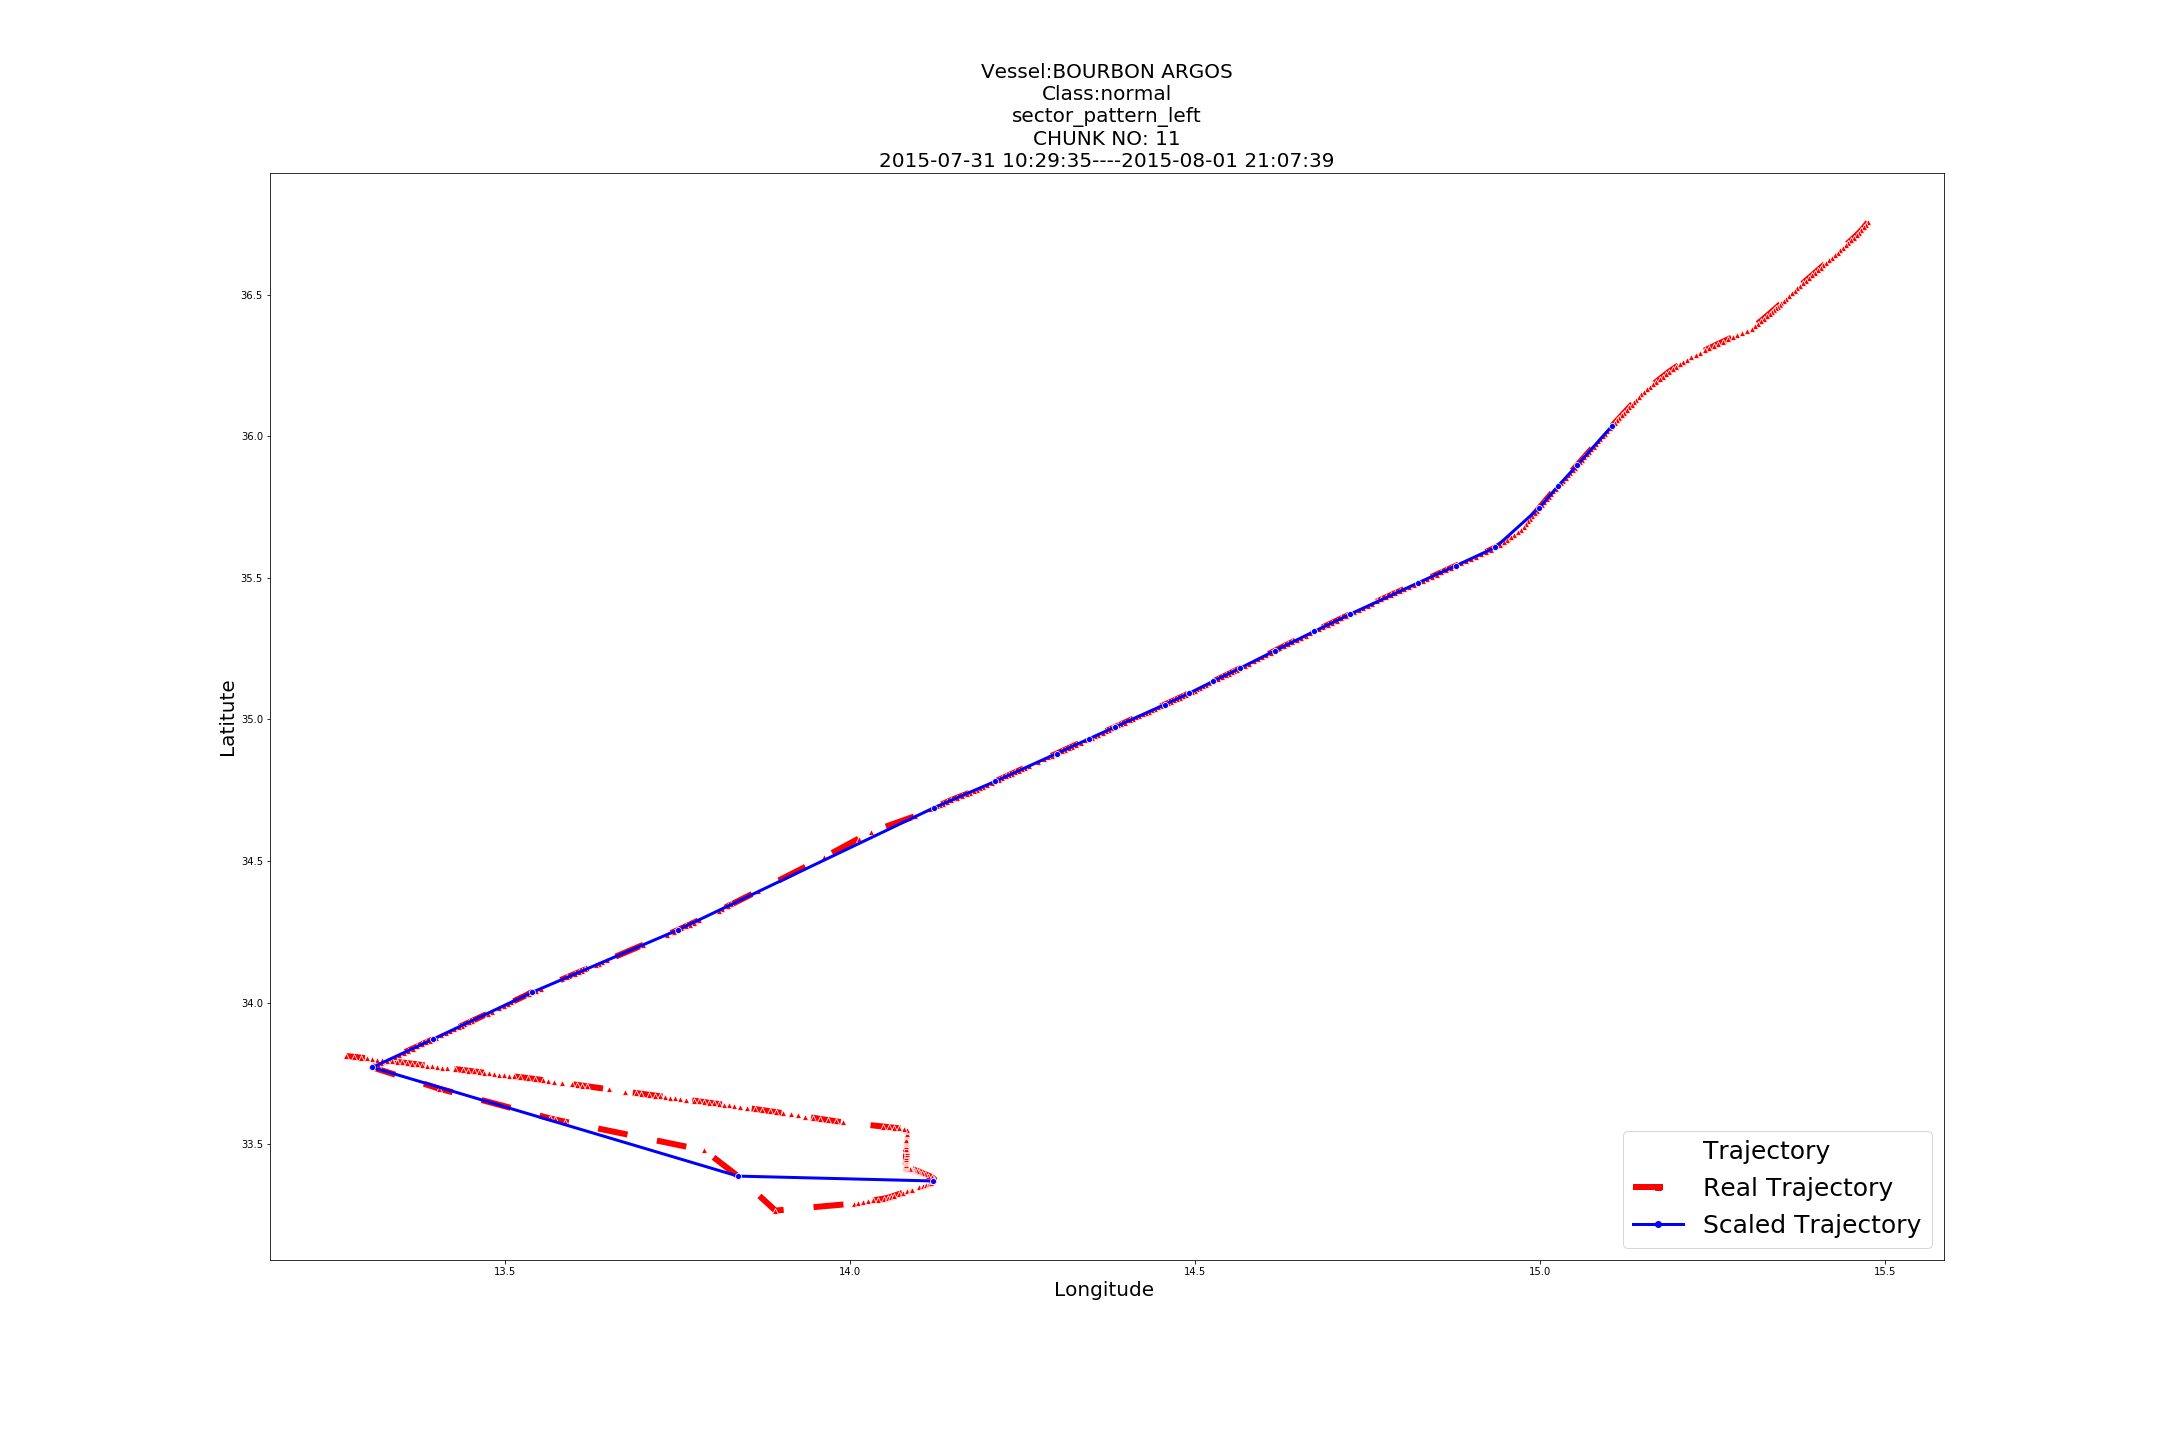 Vessel:BOURBON ARGOS
Class:normal
sector_pattern_left
CHUNK NO: 11
2015-07-31 10:29:35----2015-08-01 21:07:39
36.5
36.0
35.5
35.0
34.5
34.0
33.5
Latitute
13.5
14.0
14.5
15.0
15.5
Longitude
Trajectory
Real Trajectory
Scaled Trajectory